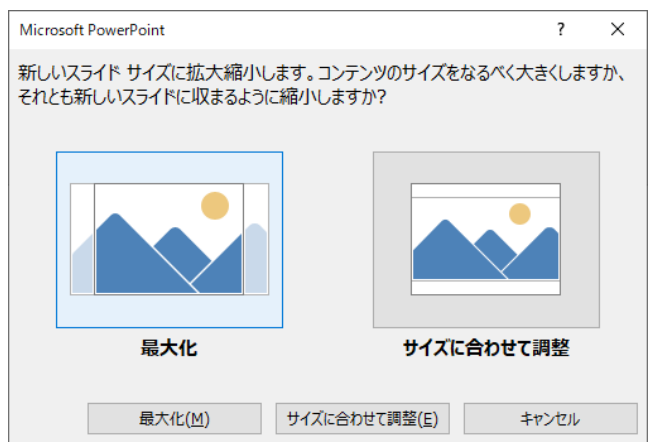 Microsoft PowerPoint
?
新しいスライド サイズに拡大縮小します。コンテンツのサイズをなるべく大きくしますか、
それとも新しいスライドに収まるように縮小しますか?
最大化
サイズに合わせて調整
最大化(M)
サイズに合わせて調整(E)
キャンセル